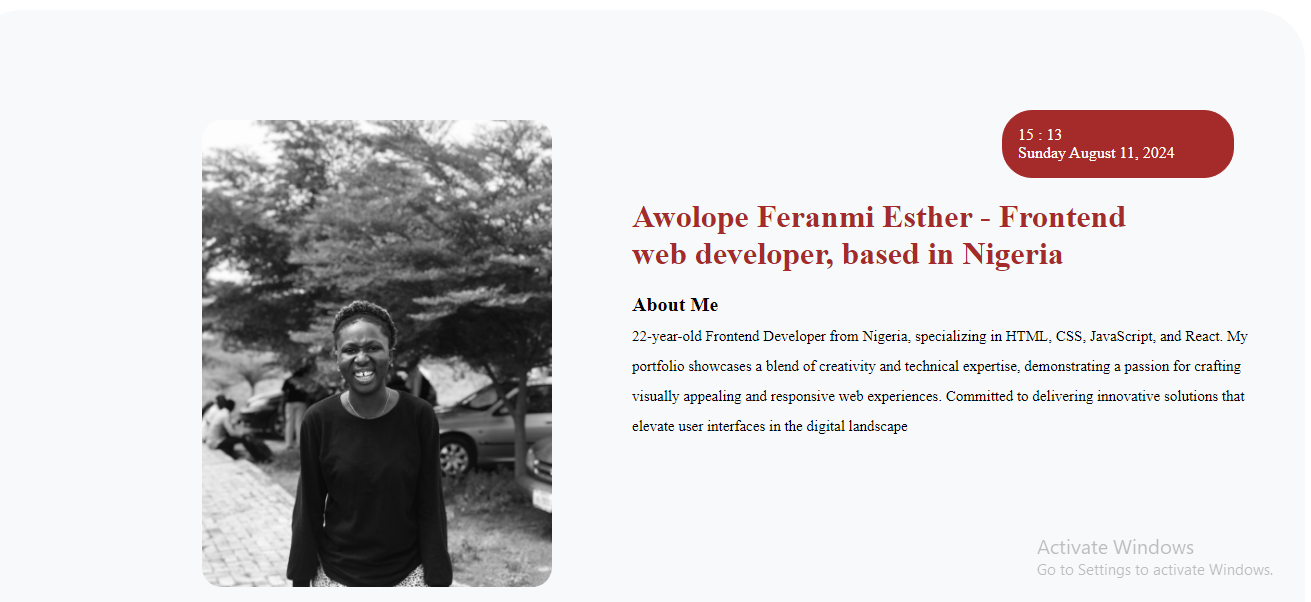 15 : 13
Sunday August 11, 2024
Awolope Feranmi Esther - Frontend
web developer, based in Nigeria
About Me
22-year-old Frontend Developer from Nigeria, specializing in HTML, CSS, JavaScript, and React. My
portfolio showcases a blend of creativity and technical expertise, demonstrating a passion for crafting
visually appealing and responsive web experiences. Committed to delivering innovative solutions that
elevate user interfaces in the digital landscape
Activate Windows
Go to Settings to activate Windows.